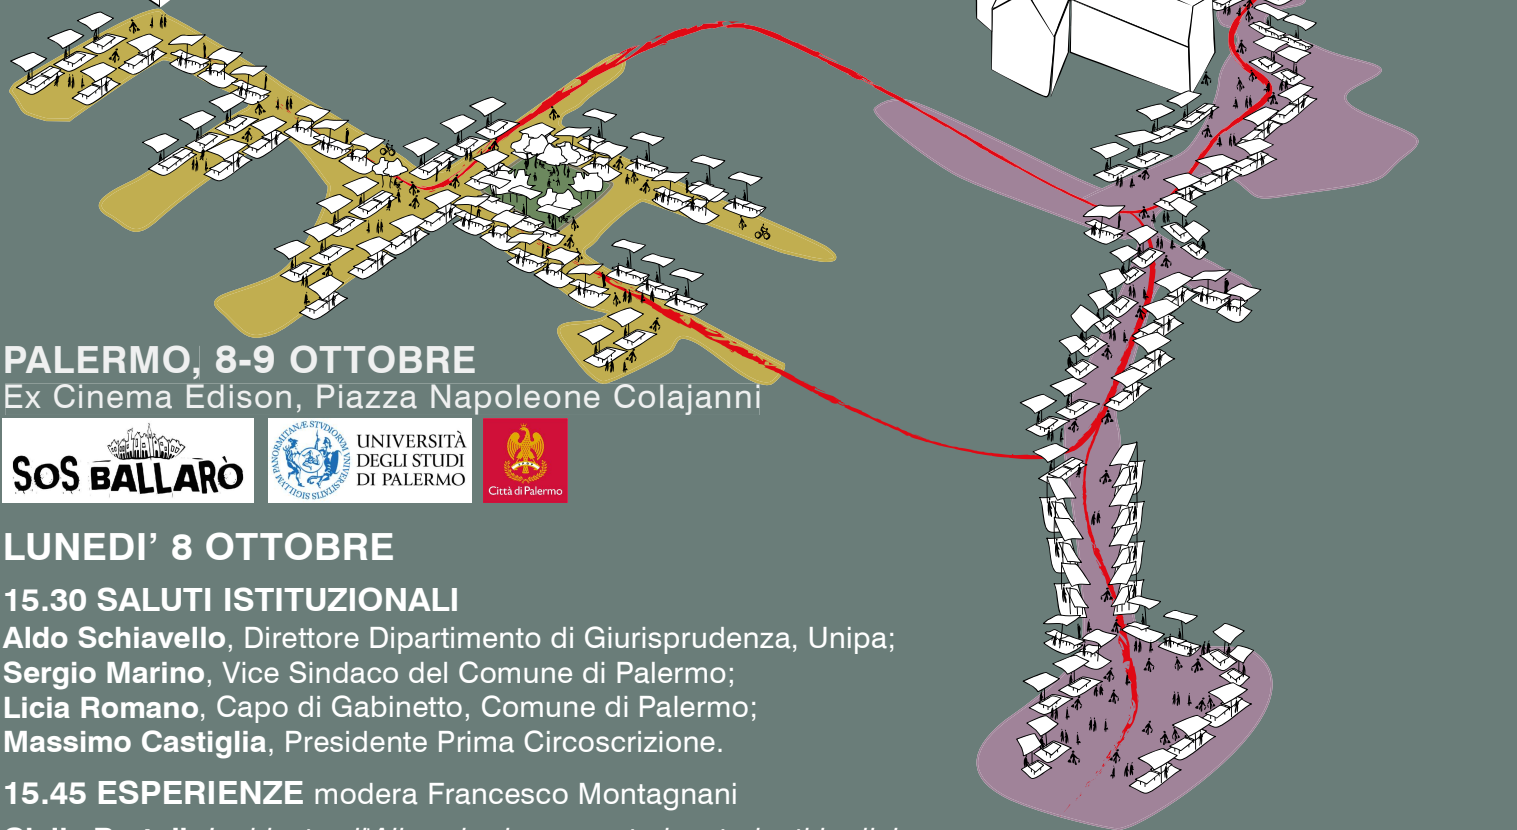 PALERMO, 8-9 OTTOBRE
Ex Cinema Edison, Piazza Napoleone Colajanni
SOS BALLARÒ
UNIVERSITÀ
DEGLI STUDI
DI PALERMO
Città di Palermo
LUNEDI’ 8 OTTOBRE
15.30 SALUTI ISTITUZIONALI
Aldo Schiavello, Direttore Dipartimento di Giurisprudenza, Unipa;
Sergio Marino, Vice Sindaco del Comune di Palermo;
Licia Romano, Capo di Gabinetto, Comune di Palermo;
Massimo Castiglia, Presidente Prima Circoscrizione.
15.45 ESPERIENZE modera Francesco Montagnani